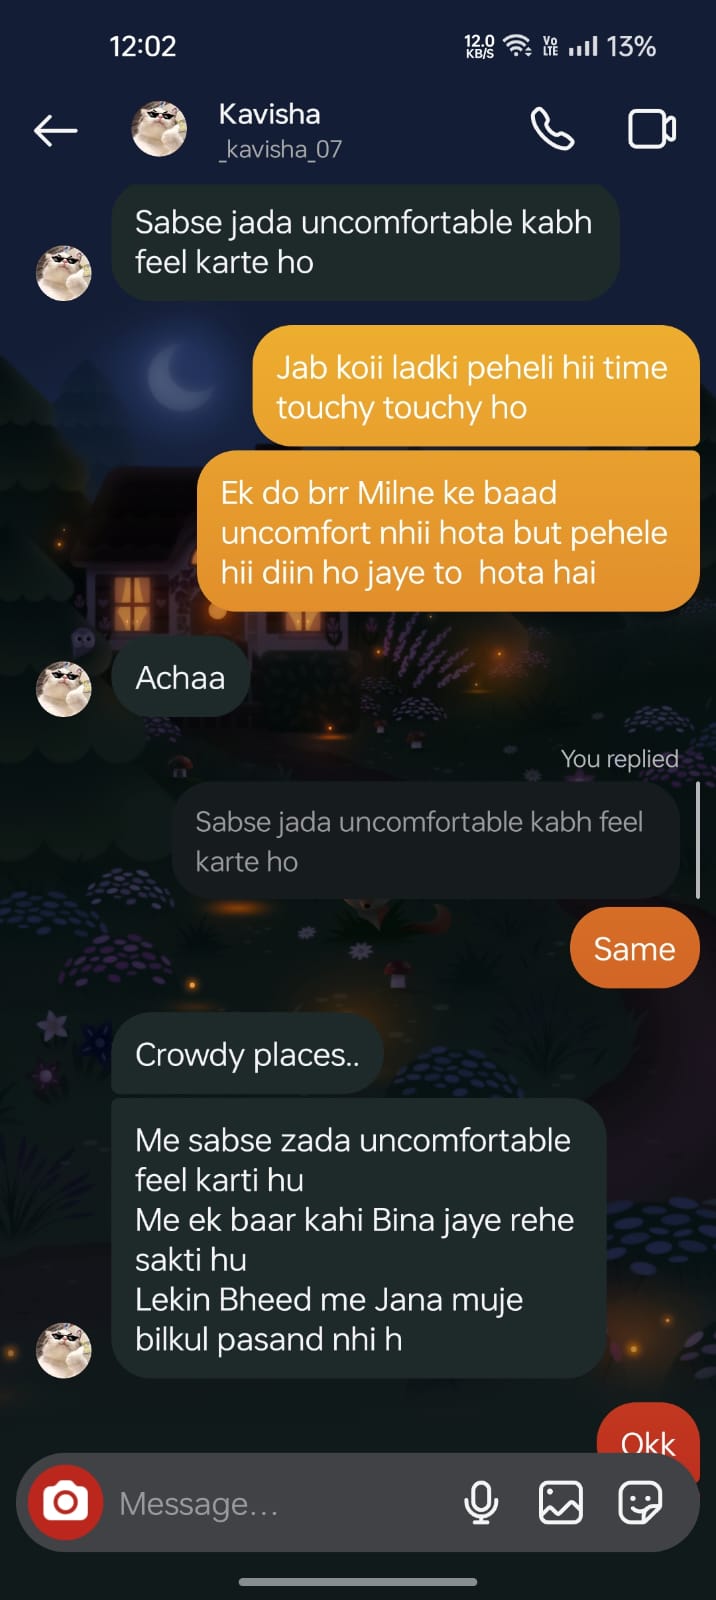 12:02
12.0 KB/S Vo LTE 13%
Kavisha
_kavisha_07
Sabse jada uncomfortable kabh
feel karte ho
Jab koii ladki peheli hii time
touchy touchy ho
Ek do brr Milne ke baad
uncomfort nhii hota but pehele
hii diin ho jaye to  hota hai
Achaa
You replied
Sabse jada uncomfortable kabh feel
karte ho
Same
Crowdy places..
Me sabse zada uncomfortable
feel karti hu
Me ek baar kahi Bina jaye rehe
sakti hu
Lekin Bheed me Jana muje
bilkul pasand nhi h
Okk
Message...